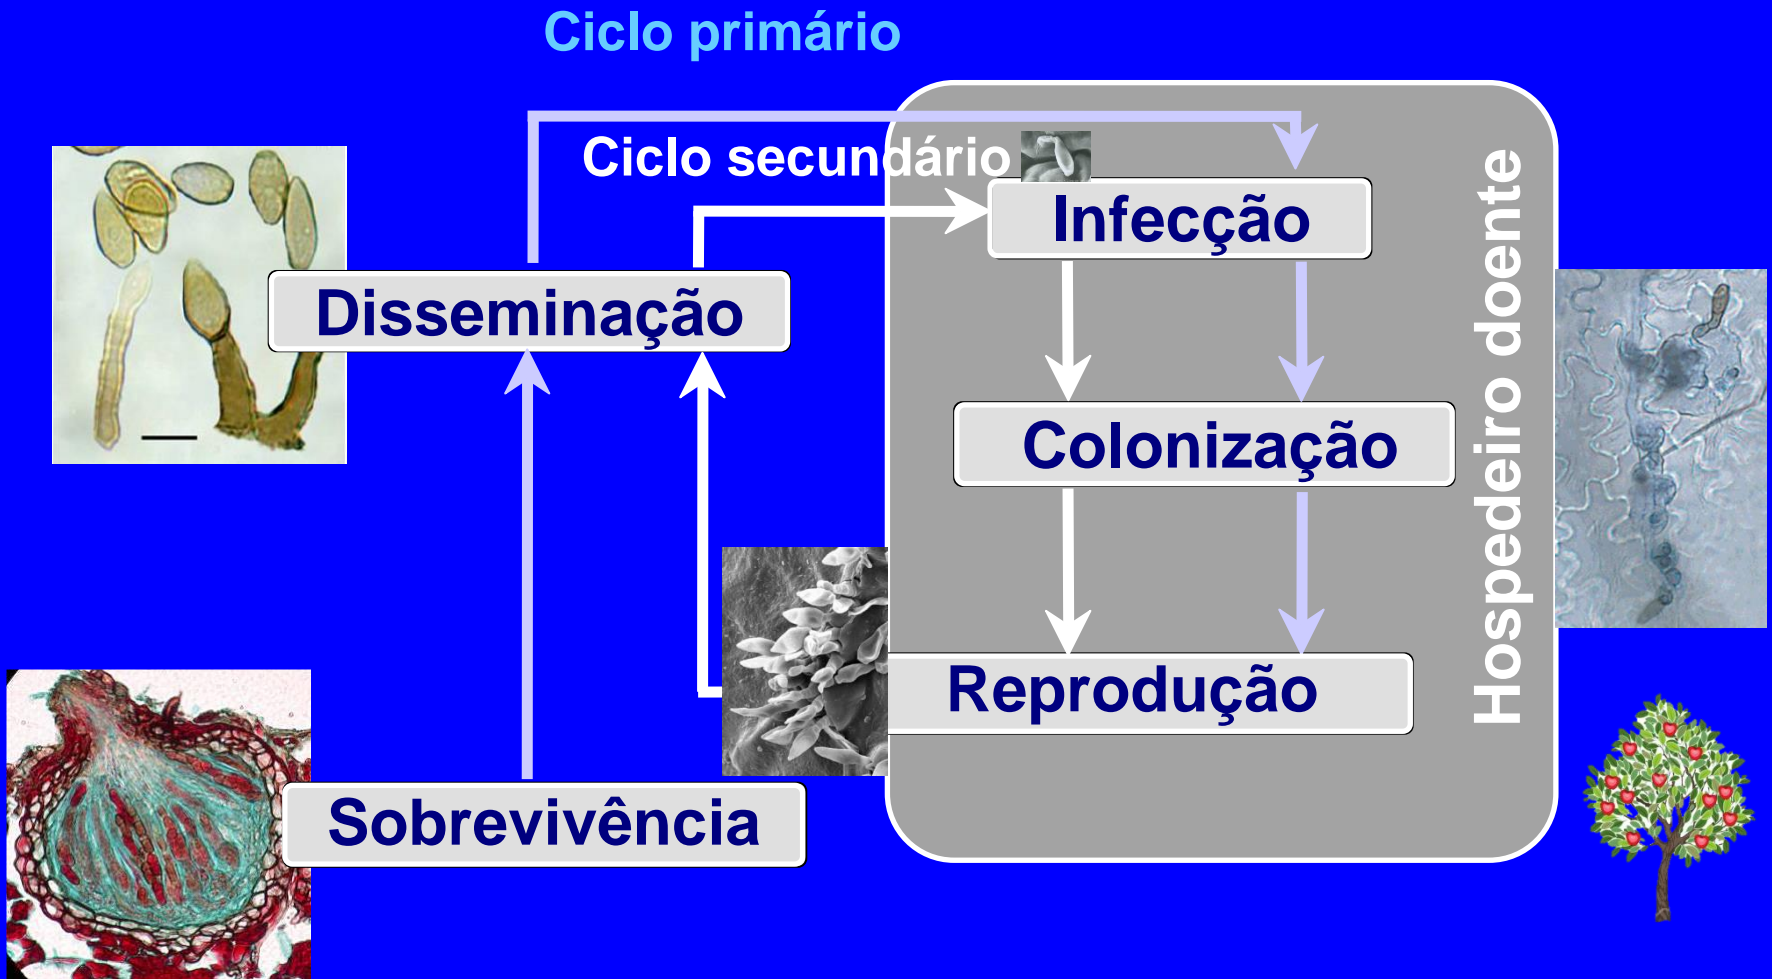 Ciclo primário
Ciclo secundário
Infecção
Disseminação
Colonização
Reprodução
Sobrevivência
Hospedeiro doente